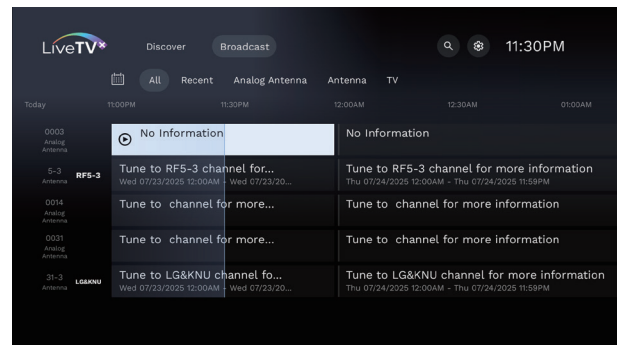 LiveTVx Discover Broadcast 11:30PM
All Recent Analog Antenna Antenna TV
Today 11:00PM 11:30PM 12:00AM 12:30AM 01:00AM
0003
Analog
Antenna
No Information No Information
5-3
Antenna
RF5-3
Tune to RF5-3 channel for... Tune to RF5-3 channel for more information
Wed 07/23/2025 12:00AM - Wed 07/23/20... Thu 07/24/2025 12:00AM - Thu 07/24/2025 11:59PM
0014
Analog
Antenna
Tune to channel for more... Tune to channel for more information
0031
Analog
Antenna
Tune to channel for more... Tune to channel for more information
31-3
Antenna
LG&KNU
Tune to LG&KNU channel fo... Tune to LG&KNU channel for more information
Wed 07/23/2025 12:00AM - Wed 07/23/20... Thu 07/24/2025 12:00AM - Thu 07/24/2025 11:59PM